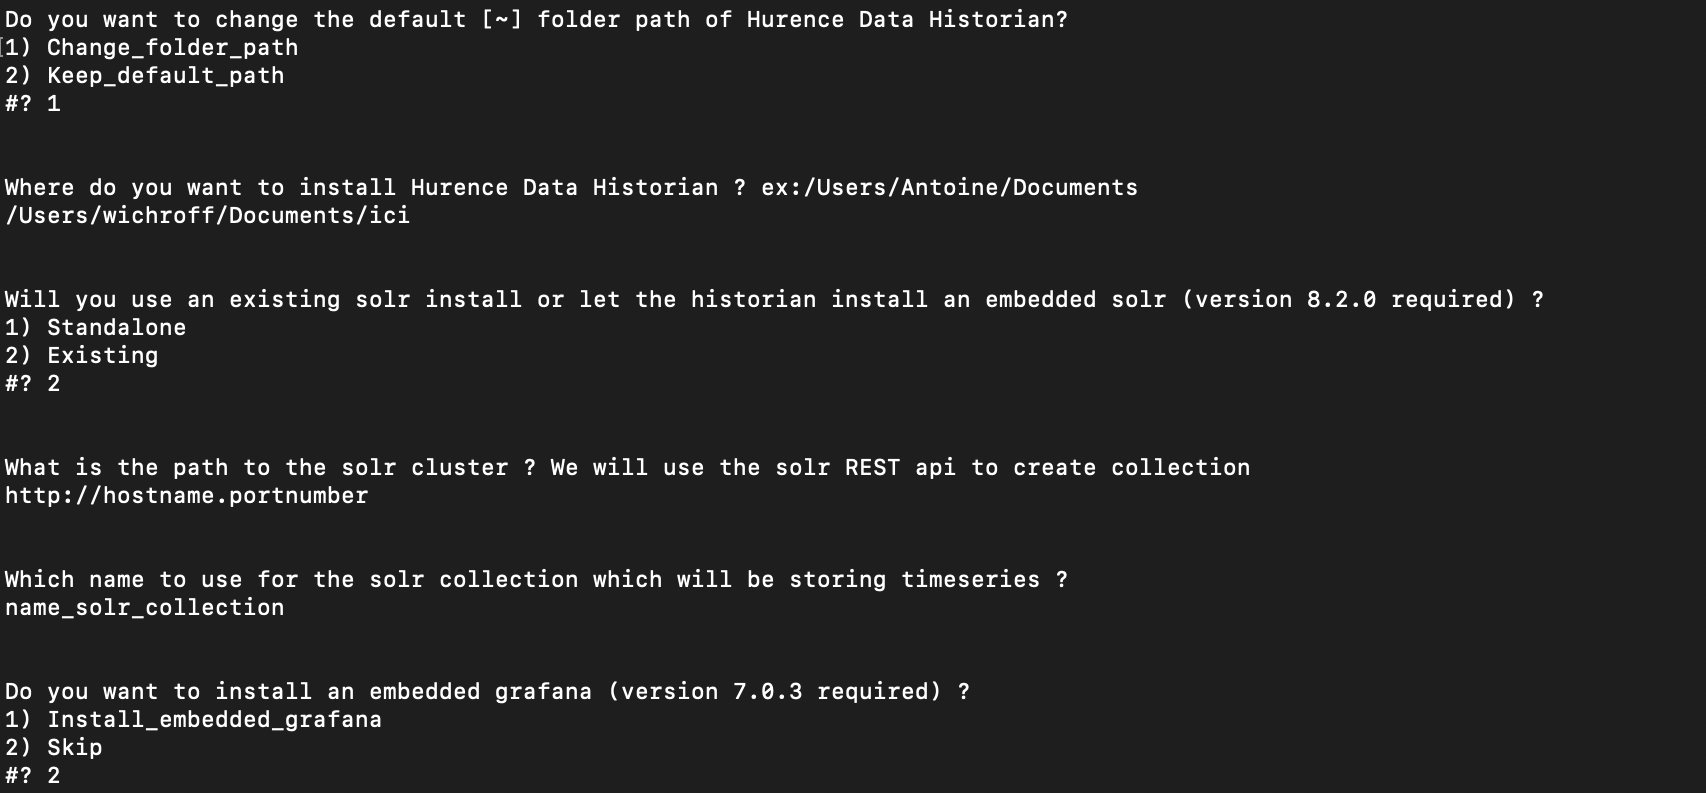 Do you want to change the default [~] folder path of Hurence Data Historian?
1) Change_folder_path
2) Keep_default_path
#? 1
Where do you want to install Hurence Data Historian ? ex:/Users/Antoine/Documents
/Users/wichroff/Documents/ici
Will you use an existing solr install or let the historian install an embedded solr (version 8.2.0 required) ?
1) Standalone
2) Existing
#? 2
What is the path to the solr cluster ? We will use the solr REST api to create collection
http://hostname.portnumber
Which name to use for the solr collection which will be storing timeseries ?
name_solr_collection
Do you want to install an embedded grafana (version 7.0.3 required) ?
1) Install_embedded_grafana
2) Skip
#? 2